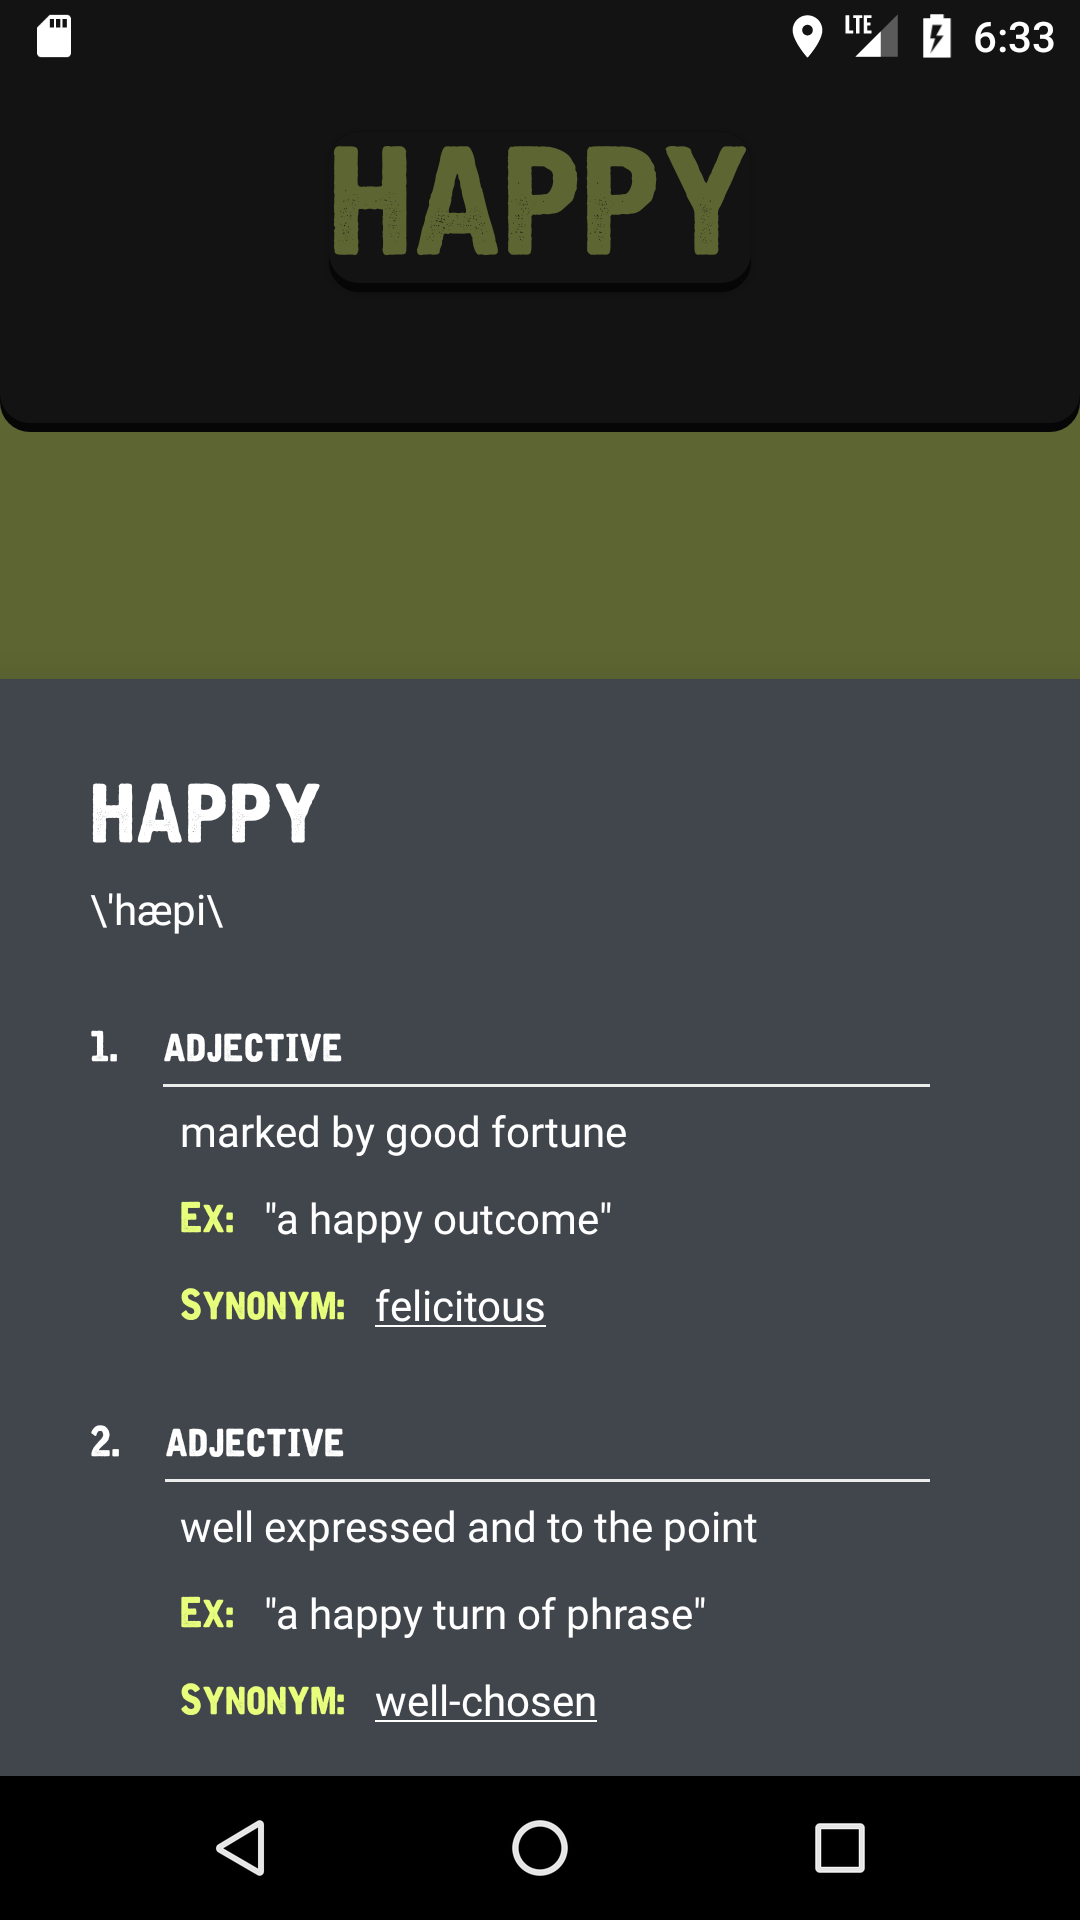 LTE 6:33
HAPPY
HAPPY
\ˈhæpi\
1. ADJECTIVE
marked by good fortune
EX: "a happy outcome"
SYNONYM: felicitous
2. ADJECTIVE
well expressed and to the point
EX: "a happy turn of phrase"
SYNONYM: well-chosen